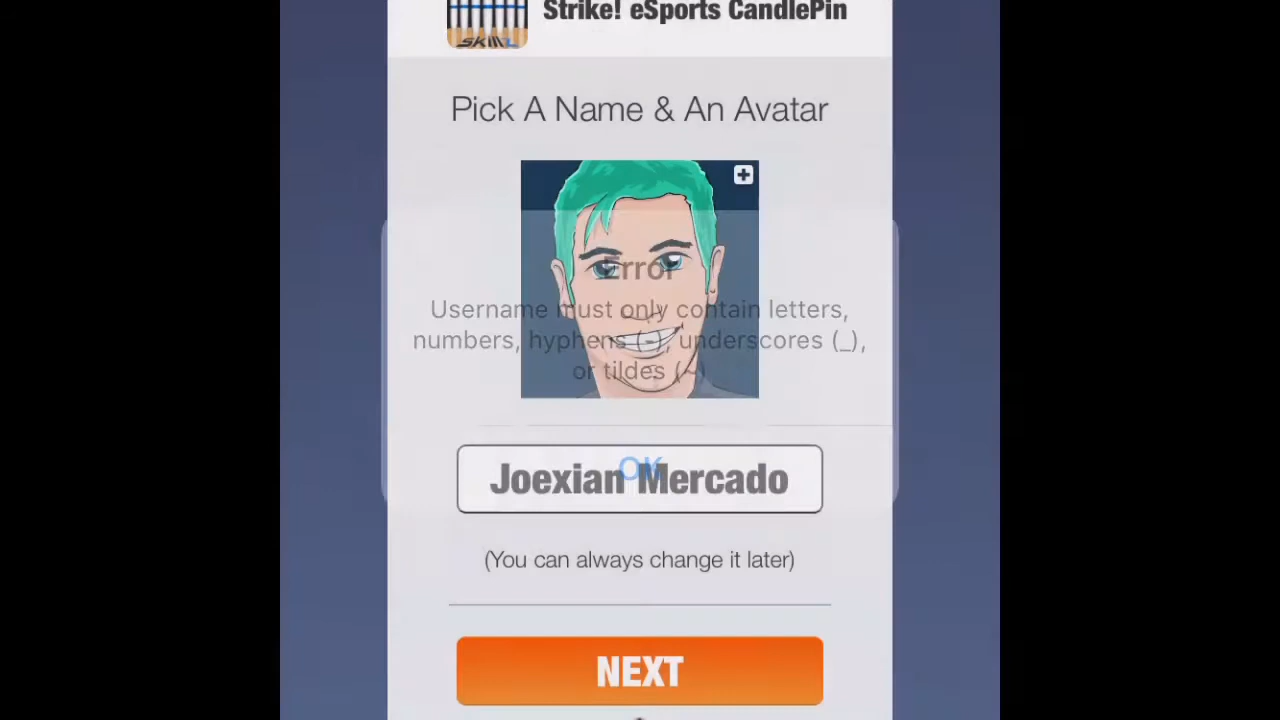 Strike! eSports CandlePin
SKILLZ
Pick A Name & An Avatar
Error
Username must only contain letters,
numbers, hyphens (-), underscores (_),
or tildes (~)
OK
Joexian Mercado
(You can always change it later)
NEXT